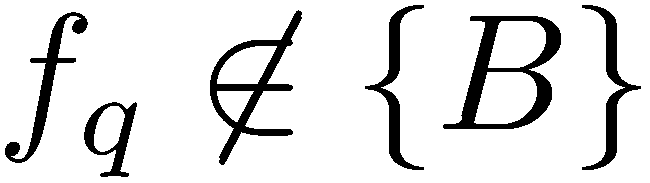 f_q ∉ {B}